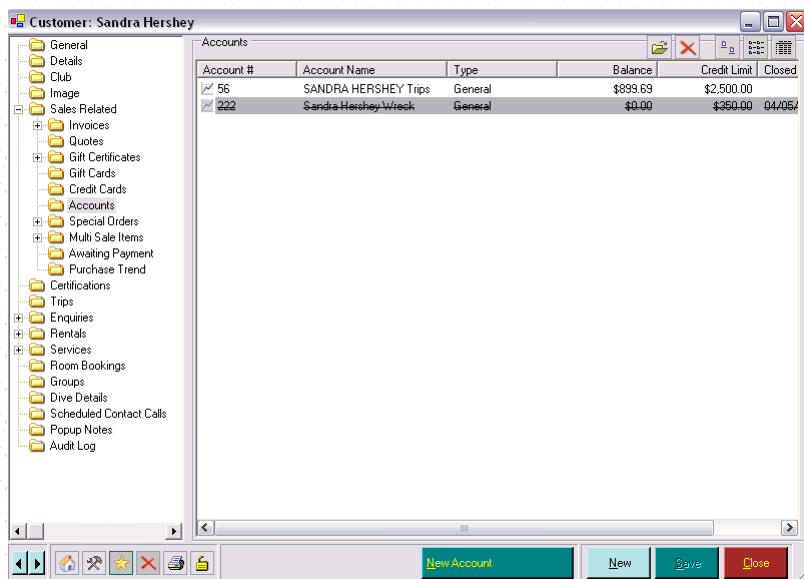 Customer: Sandra Hershey
General
Details
Club
Image
Sales Related
Invoices
Quotes
Gift Certificates
Gift Cards
Credit Cards
Accounts
Special Orders
Multi Sale Items
Awaiting Payment
Purchase Trend
Certifications
Trips
Enquiries
Rentals
Services
Room Bookings
Groups
Dive Details
Scheduled Contact Calls
Popup Notes
Audit Log
Accounts
Account # Account Name Type Balance Credit Limit Closed
56 SANDRA HERSHEY Trips General $899.69 $2,500.00
222 Sandra Hershey Wreck General $0.00 $350.00 04/05/
New Account New Save Close